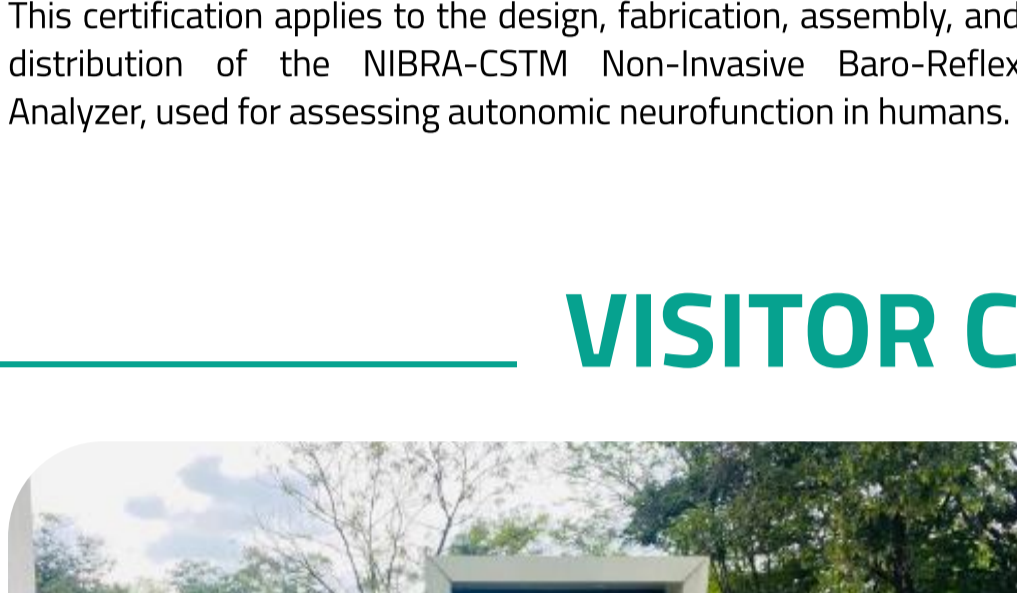 This certification applies to the design, fabrication, assembly, and
distribution of the NIBRA-CSTM Non-Invasive Baro-Reflex
Analyzer, used for assessing autonomic neurofunction in humans.
VISITOR C